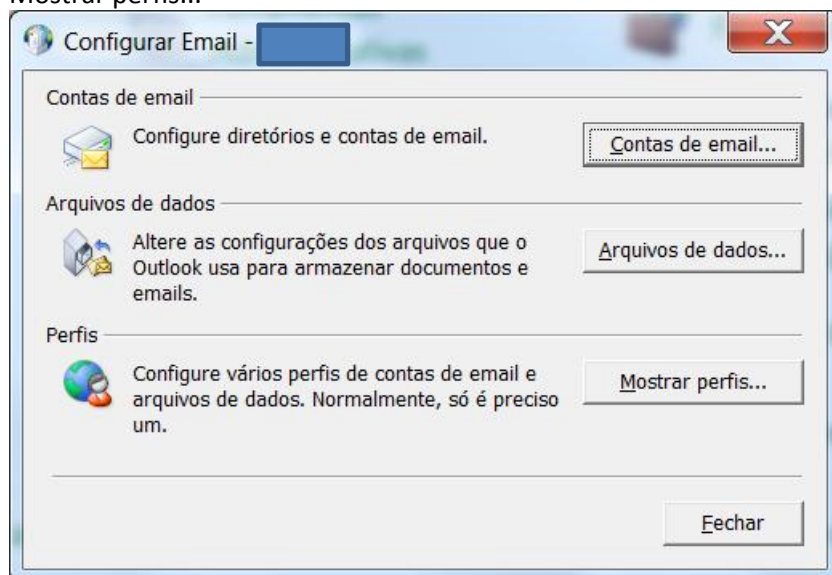 Mostrar perfis...
Configurar Email -
Contas de email
Configure diretórios e contas de email.
Contas de email...
Arquivos de dados
Altere as configurações dos arquivos que o
Outlook usa para armazenar documentos e
emails.
Arquivos de dados...
Perfis
Configure vários perfis de contas de email e
arquivos de dados. Normalmente, só é preciso
um.
Mostrar perfis...
Fechar